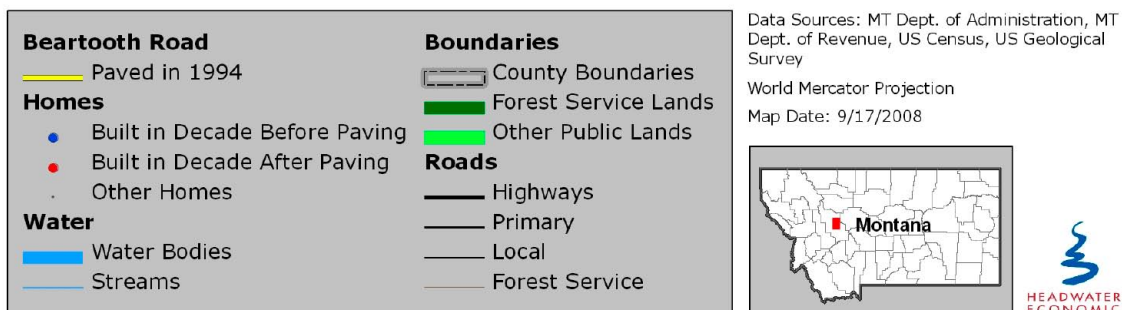 Beartooth Road
Paved in 1994
Homes
Built in Decade Before Paving
Built in Decade After Paving
Other Homes
Water
Water Bodies
Streams
Boundaries
County Boundaries
Forest Service Lands
Other Public Lands
Roads
Highways
Primary
Local
Forest Service
Data Sources: MT Dept. of Administration, MT
Dept. of Revenue, US Census, US Geological
Survey
World Mercator Projection
Map Date: 9/17/2008
Montana
HEADWATER
ECONOMIC